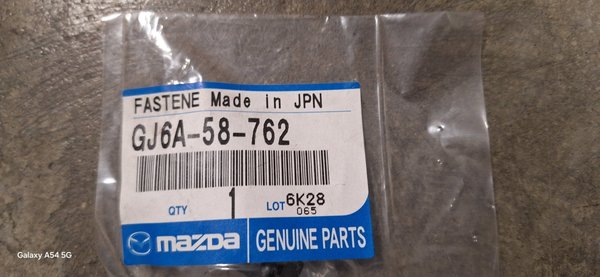 FASTENE Made in JPN
GJ6A-58-762
QTY 1 LOT 6K28
065
mazda GENUINE PARTS
Galaxy A54 5G